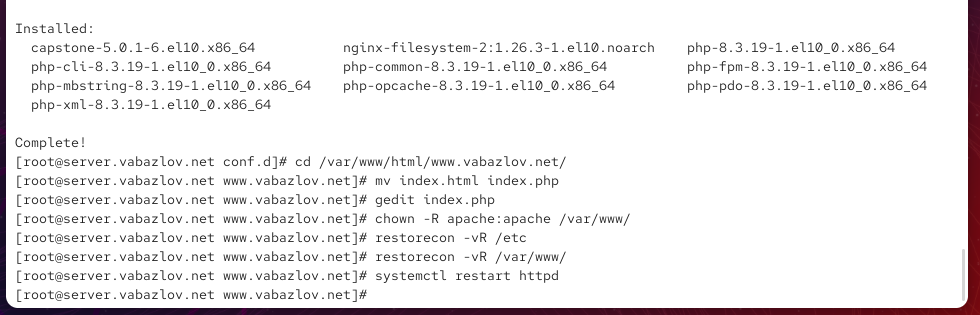 Installed:
  capstone-5.0.1-6.el10.x86_64           nginx-filesystem-2:1.26.3-1.el10.noarch    php-8.3.19-1.el10_0.x86_64
  php-cli-8.3.19-1.el10_0.x86_64         php-common-8.3.19-1.el10_0.x86_64          php-fpm-8.3.19-1.el10_0.x86_64
  php-mbstring-8.3.19-1.el10_0.x86_64    php-opcache-8.3.19-1.el10_0.x86_64         php-pdo-8.3.19-1.el10_0.x86_64
  php-xml-8.3.19-1.el10_0.x86_64

Complete!
[root@server.vabazlov.net conf.d]# cd /var/www/html/www.vabazlov.net/
[root@server.vabazlov.net www.vabazlov.net]# mv index.html index.php
[root@server.vabazlov.net www.vabazlov.net]# gedit index.php
[root@server.vabazlov.net www.vabazlov.net]# chown -R apache:apache /var/www/
[root@server.vabazlov.net www.vabazlov.net]# restorecon -vR /etc
[root@server.vabazlov.net www.vabazlov.net]# restorecon -vR /var/www/
[root@server.vabazlov.net www.vabazlov.net]# systemctl restart httpd
[root@server.vabazlov.net www.vabazlov.net]#